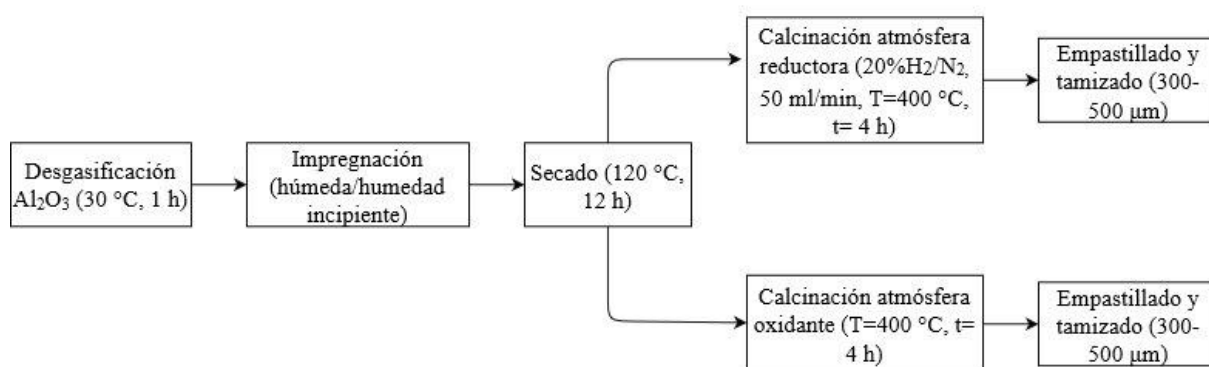 Desgasificación
Al₂O₃ (30 °C, 1 h)
Impregnación
(húmeda/humedad
incipiente)
Secado (120 °C,
12 h)
Calcinación atmósfera
reductora (20%H₂/N₂,
50 ml/min, T=400 °C,
t= 4 h)
Empastillado y
tamizado (300-
500 μm)
Calcinación atmósfera
oxidante (T=400 °C, t=
4 h)
Empastillado y
tamizado (300-
500 μm)